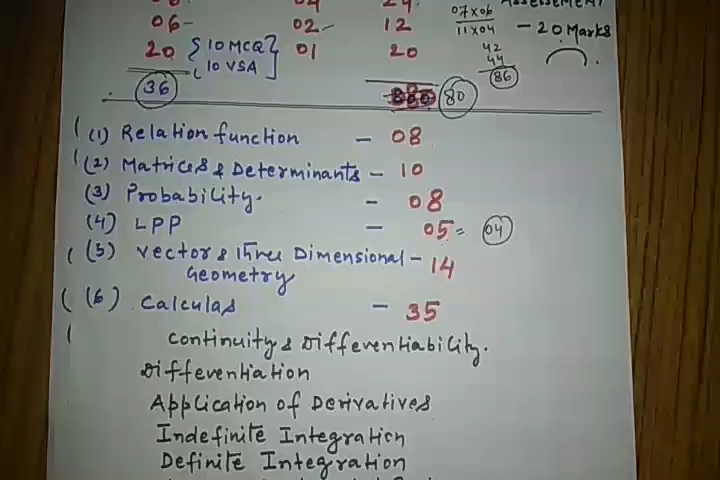 ASSESSMENT
07x06
11x04
- 20 Marks
06 - 02 - 12
20 { 10 MCQ 01 20
10 VSA
42
44
86
36 80
(1) Relation function - 08
(2) Matrices & Determinants - 10
(3) Probability. - 08
(4) LPP - 05 = 04
(5) Vector & Three Dimensional - 14
Geometry
(6) Calculas - 35
Continuity & Differentiability.
Differentiation
Application of Derivatives
Indefinite Integration
Definite Integration